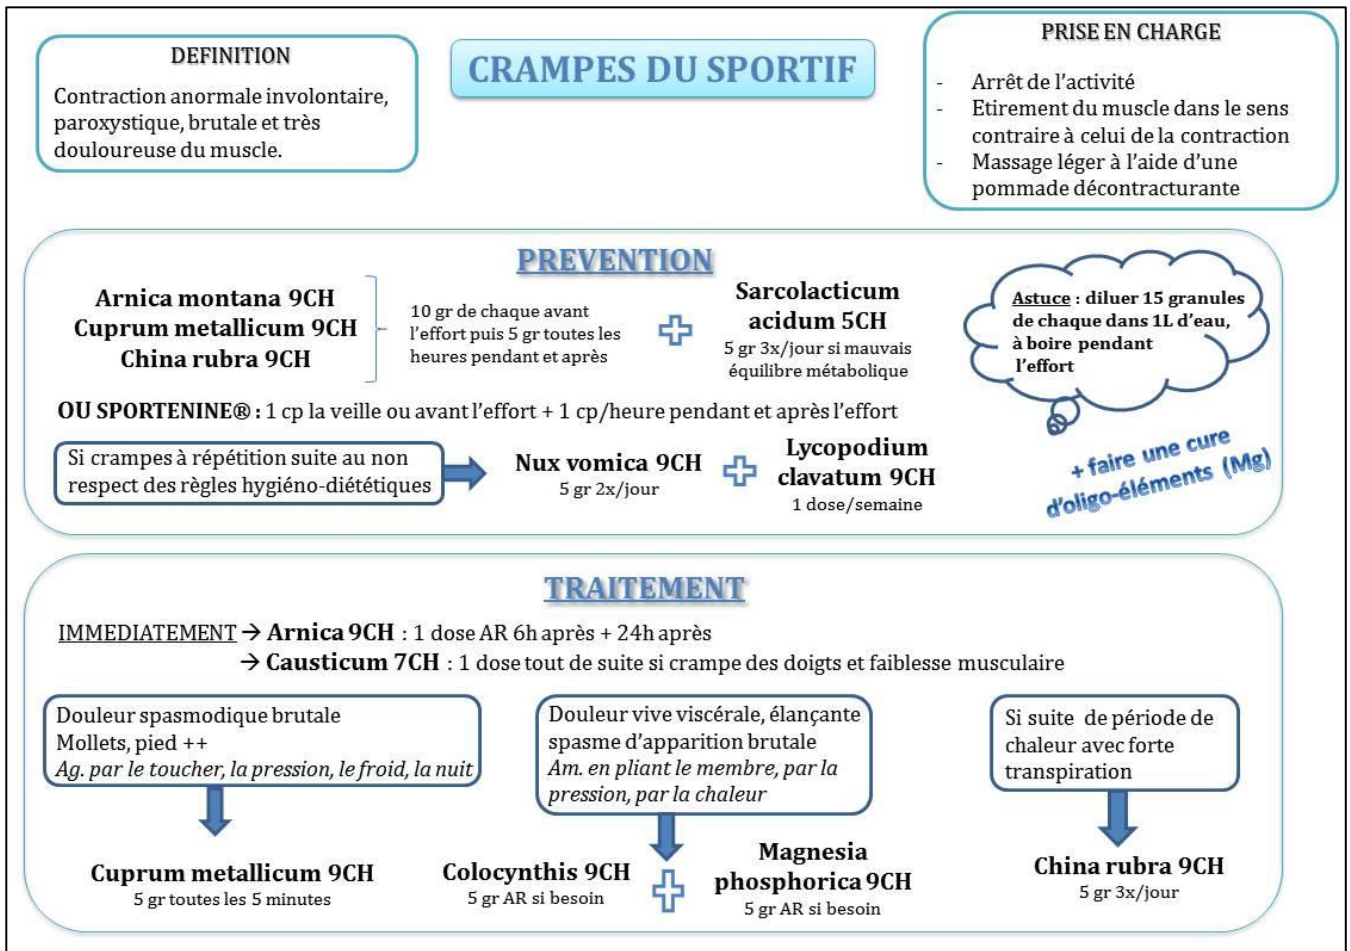 CRAMPES DU SPORTIF
DEFINITION
Contraction anormale involontaire,
paroxystique, brutale et très
douloureuse du muscle.
PRISE EN CHARGE
- Arrêt de l’activité
- Etirement du muscle dans le sens
contraire à celui de la contraction
- Massage léger à l’aide d’une
pommade décontracturante
PREVENTION
Arnica montana 9CH
Cuprum metallicum 9CH
China rubra 9CH
10 gr de chaque avant
l’effort puis 5 gr toutes les
heures pendant et après
Sarcolacticum
acidum 5CH
5 gr 3x/jour si mauvais
équilibre métabolique
Astuce : diluer 15 granules
de chaque dans 1L d’eau,
à boire pendant
l’effort
OU SPORTENINE® : 1 cp la veille ou avant l’effort + 1 cp/heure pendant et après l’effort
Si crampes à répétition suite au non
respect des règles hygiéno-diététiques
Nux vomica 9CH
5 gr 2x/jour
Lycopodium
clavatum 9CH
1 dose/semaine
+ faire une cure
d’oligo-éléments (Mg)
TRAITEMENT
IMMEDIATEMENT → Arnica 9CH : 1 dose AR 6h après + 24h après
→ Causticum 7CH : 1 dose tout de suite si crampe des doigts et faiblesse musculaire
Douleur spasmodique brutale
Mollets, pied ++
Ag. par le toucher, la pression, le froid, la nuit
Cuprum metallicum 9CH
5 gr toutes les 5 minutes
Douleur vive viscérale, élançante
spasme d’apparition brutale
Am. en pliant le membre, par la
pression, par la chaleur
Colocynthis 9CH
5 gr AR si besoin
Magnesia
phosphorica 9CH
5 gr AR si besoin
Si suite de période de
chaleur avec forte
transpiration
China rubra 9CH
5 gr 3x/jour